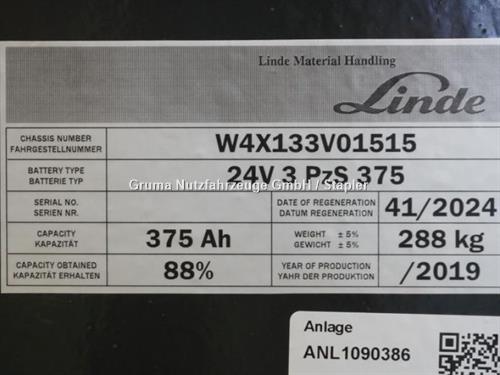 Linde Material Handling
Linde
CHASSIS NUMBER
FAHRGESTELLNUMMER
W4X133V01515
BATTERY TYPE
BATTERIE TYP
24V 3 PzS 375
Gruma Nutzfahrzeuge GmbH / Stapler
SERIAL NO.
SERIEN NR.
DATE OF REGENERATION
DATUM REGENERATION
41/2024
CAPACITY
KAPAZITÄT
375 Ah
WEIGHT ± 5%
GEWICHT ± 5%
288 kg
CAPACITY OBTAINED
KAPAZITÄT ERHALTEN
88%
YEAR OF PRODUCTION
YAHR DER PRODUKTION
/2019
Anlage
ANL1090386